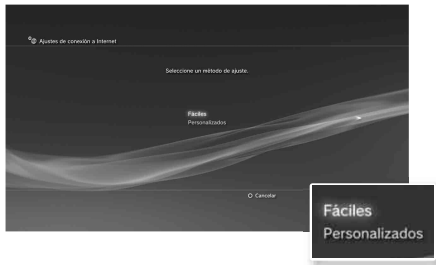 Ajustes de conexión a Internet
Seleccione un método de ajuste.
Fáciles
Personalizados
Cancelar
Fáciles
Personalizados